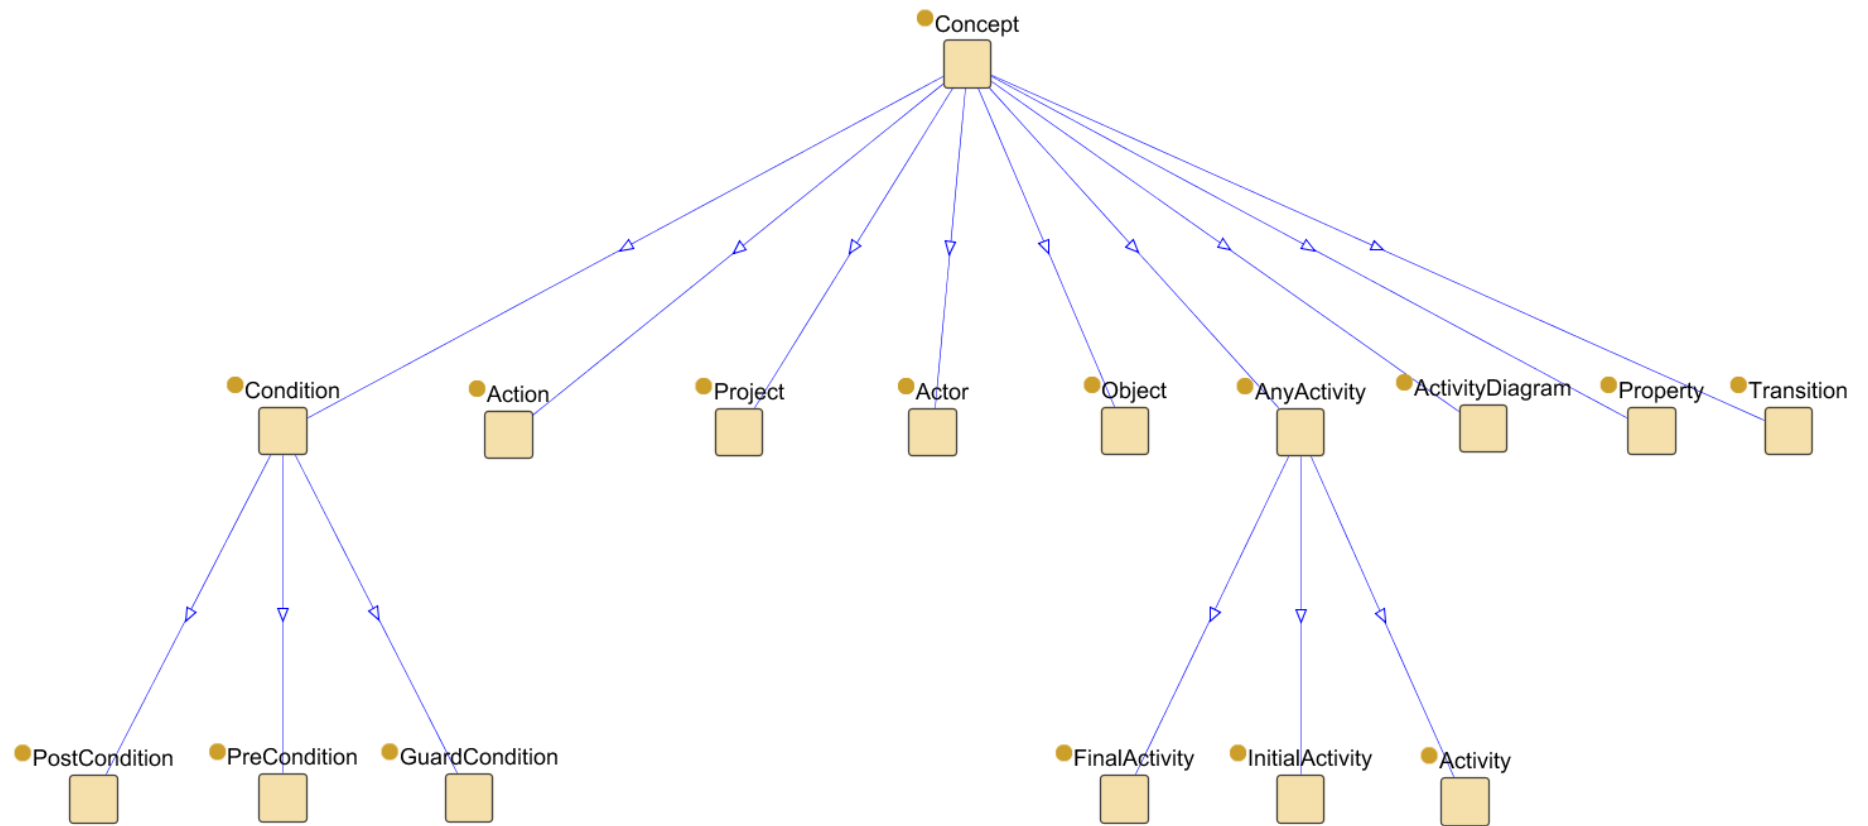 Concept
Condition
Action
Project
Actor
Object
AnyActivity
ActivityDiagram
Property
Transition
PostCondition
PreCondition
GuardCondition
FinalActivity
InitialActivity
Activity